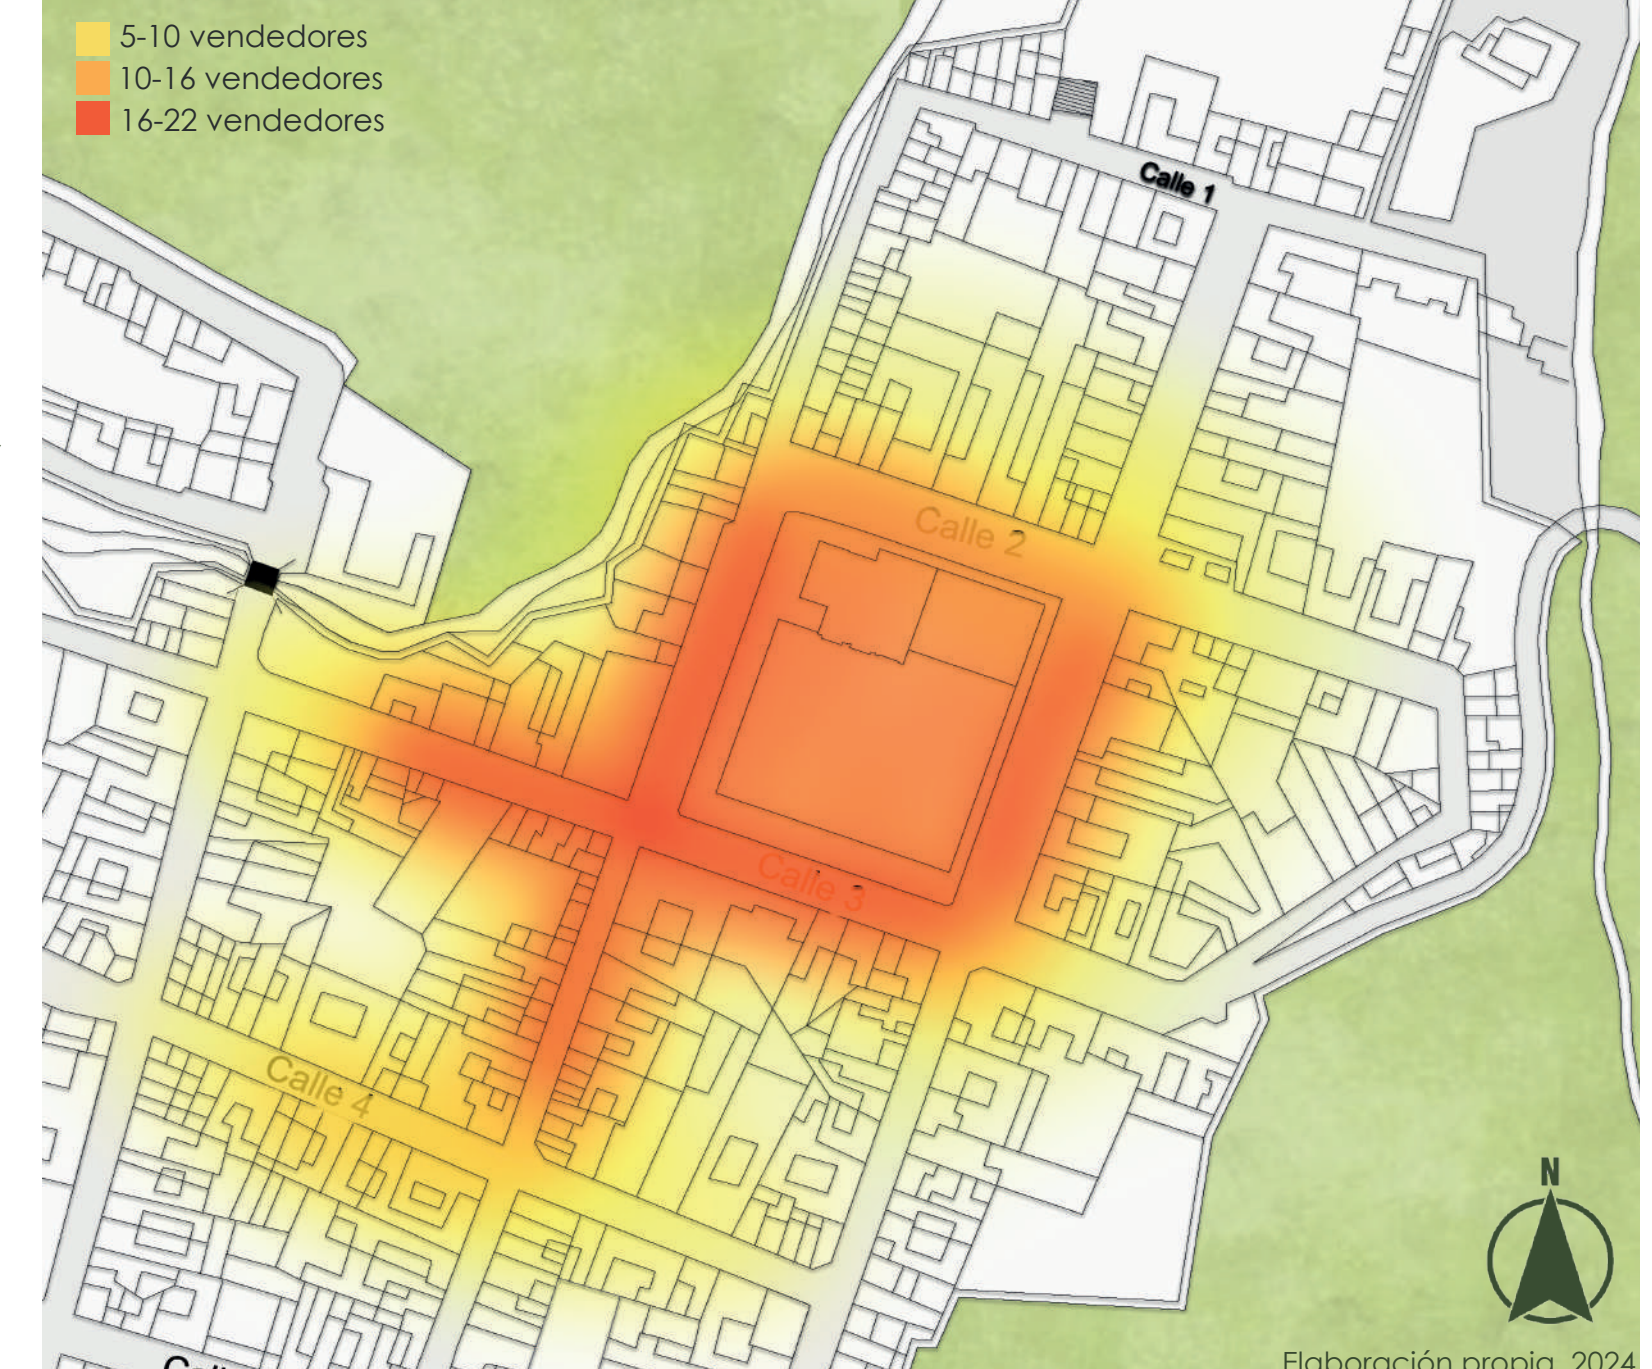 5-10 vendedores
10-16 vendedores
16-22 vendedores
Calle 1
Calle 2
Calle 3
Calle 4
N
Elaboración propia, 2024